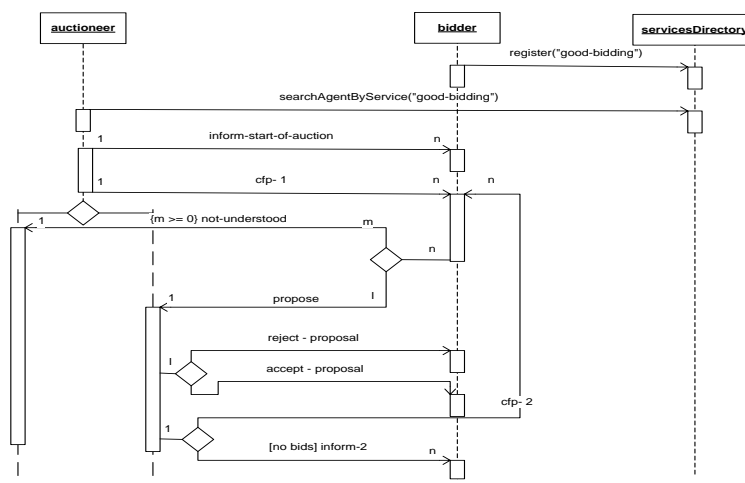 auctioneer
bidder
servicesDirectory
register("good-bidding")
searchAgentByService("good-bidding")
1 inform-start-of-auction n
1 cfp- 1 n n
1 {m >= 0} not-understood m
n
1 propose l
reject - proposal
l
accept - proposal
cfp- 2
1
[no bids] inform-2 n